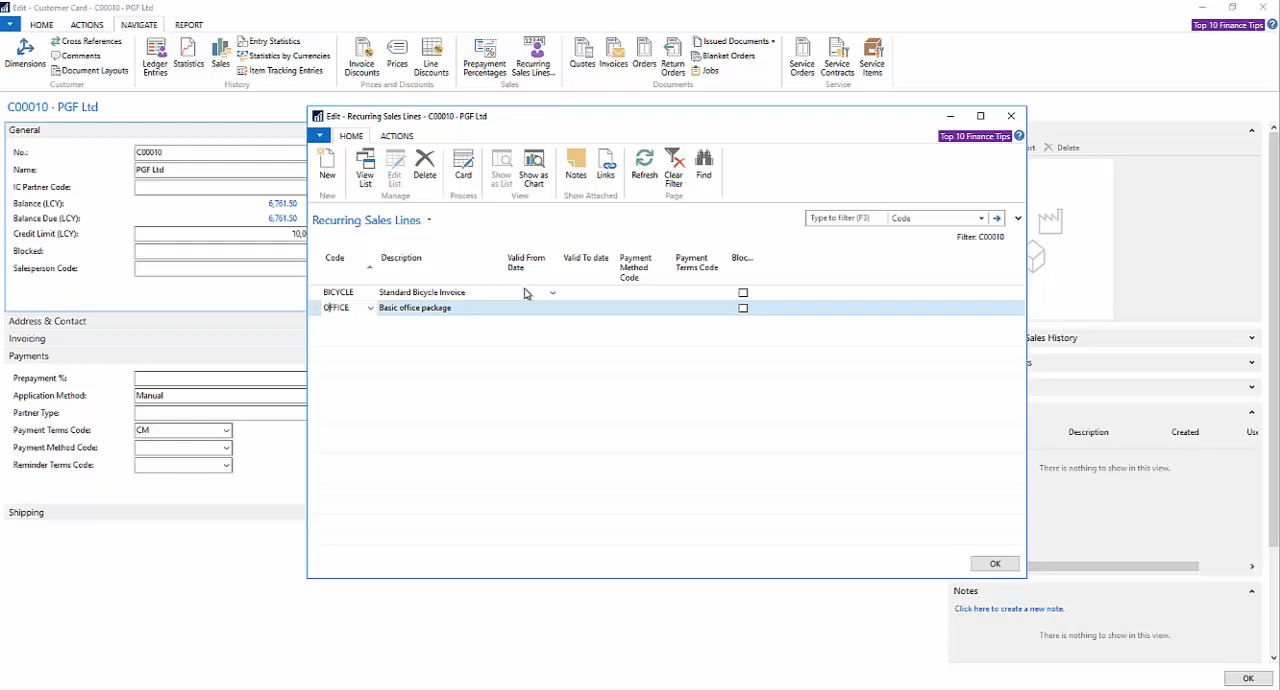 Edit - Customer Card - C00010 · PGF Ltd
HOME ACTIONS NAVIGATE REPORT
Top 10 Finance Tips
Dimensions
Cross References
Comments
Document Layouts
Customer
Ledger Entries
Statistics
Sales
Entry Statistics
Statistics by Currencies
Item Tracking Entries
History
Invoice Discounts
Prices
Line Discounts
Prices and Discounts
Prepayment Percentages
Recurring Sales Lines...
Sales
Quotes
Invoices
Orders
Return Orders
Issued Documents
Blanket Orders
Jobs
Documents
Service Orders
Service Contracts
Service Items
Service
C00010 · PGF Ltd
General
No.: C00010
Name: PGF Ltd
IC Partner Code:
Balance (LCY): 6,761.50
Balance Due (LCY): 6,761.50
Credit Limit (LCY): 10,0
Blocked:
Salesperson Code:
Address & Contact
Invoicing
Payments
Prepayment %:
Application Method: Manual
Partner Type:
Payment Terms Code: CM
Payment Method Code:
Reminder Terms Code:
Shipping
Edit - Recurring Sales Lines - C00010 · PGF Ltd
HOME ACTIONS
Top 10 Finance Tips
New
New
View List
Edit List
Delete
Manage
Card
Process
Show as List
Show as Chart
View
Notes
Links
Show Attached
Refresh
Clear Filter
Find
Page
Recurring Sales Lines
Type to filter (F3) Code
Filter: C00010
Code Description Valid From Date Valid To date Payment Method Code Payment Terms Code Bloc...
BICYCLE Standard Bicycle Invoice
OFFICE Basic office package
OK
Delete
Sales History
Description Created Use
There is nothing to show in this view.
Notes
Click here to create a new note.
There is nothing to show in this view.
OK